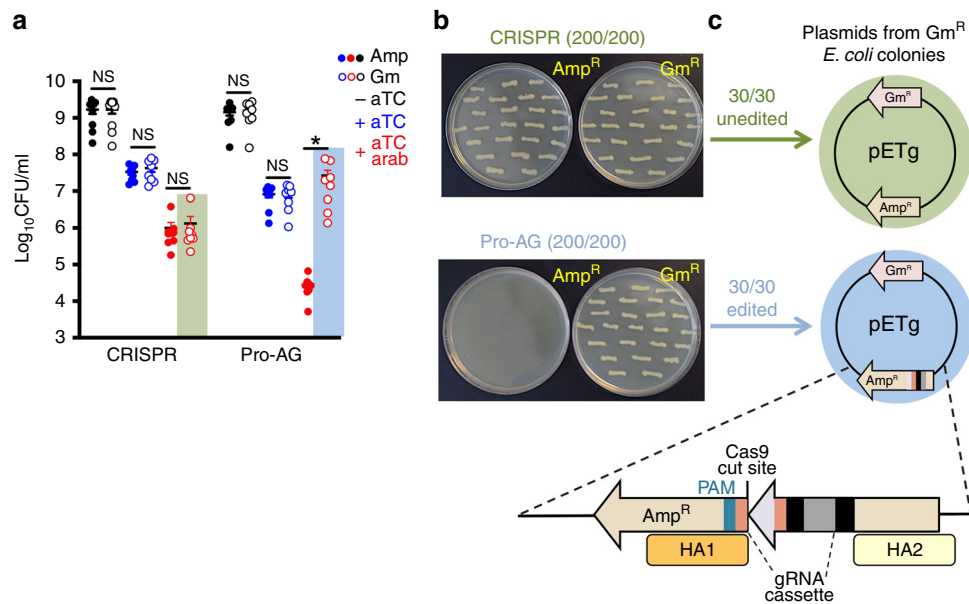 a
Log10CFU/ml
10
9
8
7
6
5
4
3
NS
NS
NS
NS
NS
*
CRISPR
Pro-AG
Amp
Gm
– aTC
+ aTC
+ aTC
arab
b
CRISPR (200/200)
AmpR
GmR
Pro-AG (200/200)
AmpR
GmR
30/30
unedited
30/30
edited
c
Plasmids from GmR
E. coli colonies
GmR
pETg
AmpR
GmR
pETg
AmpR
Cas9
cut site
PAM
AmpR
HA1
HA2
gRNA
cassette